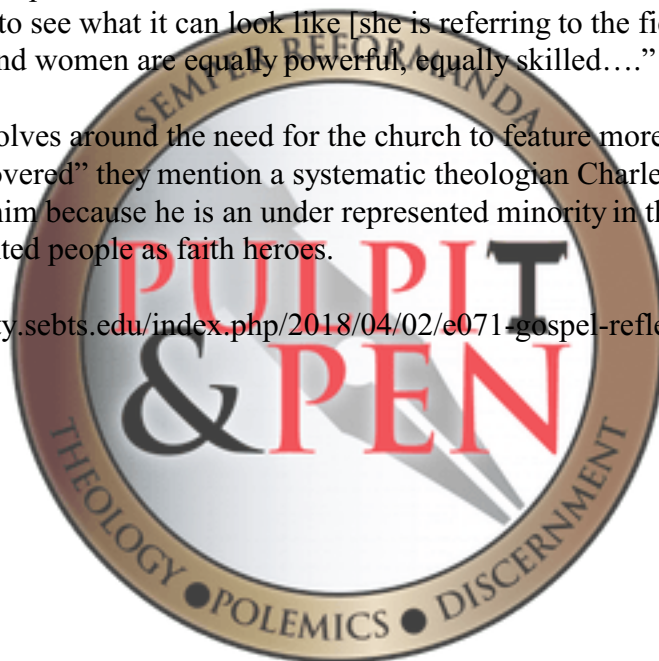 to see what it can look like [she is referring to the fie
nd women are equally powerful, equally skilled….”
olves around the need for the church to feature more
overed” they mention a systematic theologian Charle
him because he is an under represented minority in th
ted people as faith heroes.
y.sebts.edu/index.php/2018/04/02/e071-gospel-refle
SEMPER REFORMANDA
PULPIT
& PEN
THEOLOGY ● POLEMICS ● DISCERNMENT